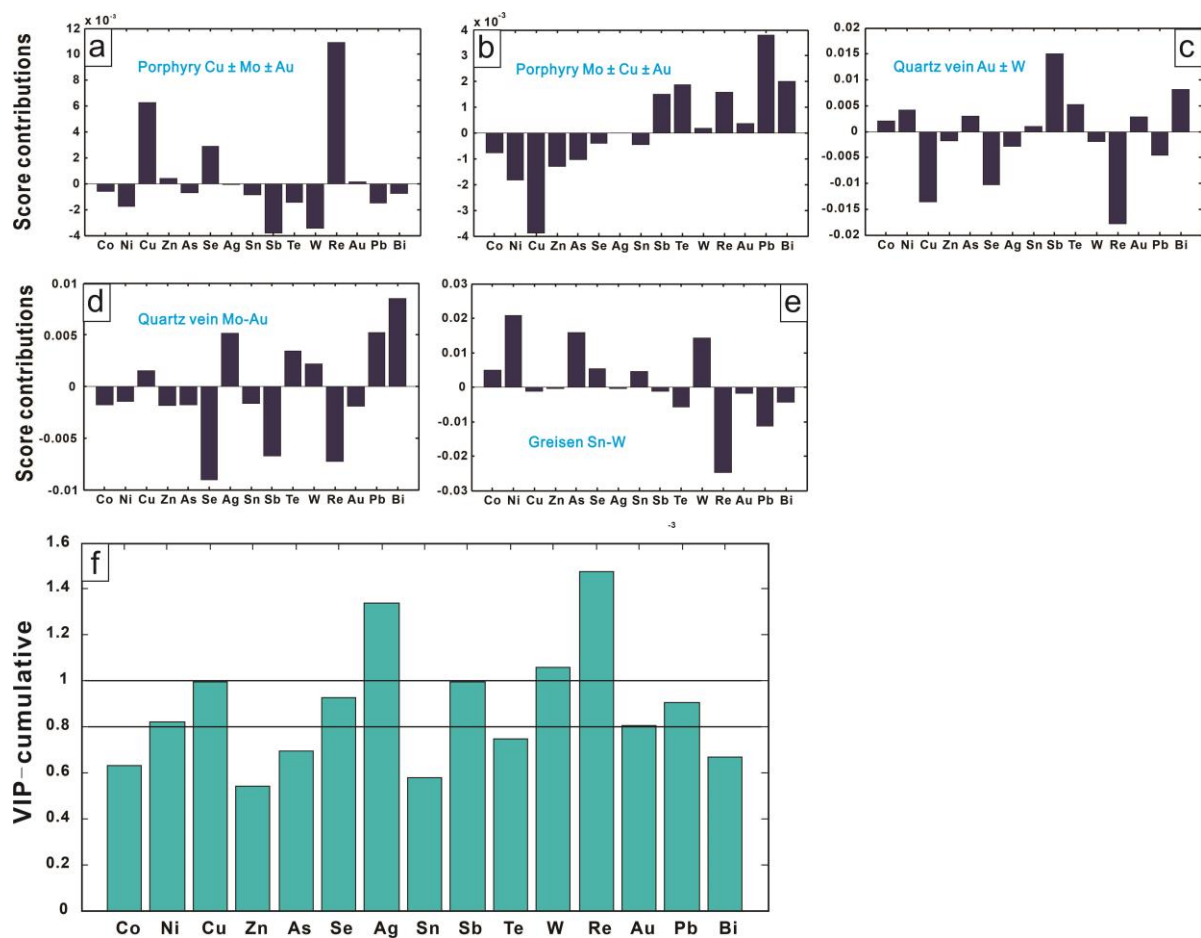 x 10⁻³
a
Porphyry Cu ± Mo ± Au
Score contributions
12
10
8
6
4
2
0
-2
-4
Co Ni Cu Zn As Se Ag Sn Sb Te W Re Au Pb Bi
x 10⁻³
b
Porphyry Mo ± Cu ± Au
4
3
2
1
0
-1
-2
-3
-4
Co Ni Cu Zn As Se Ag Sn Sb Te W Re Au Pb Bi
c
Quartz vein Au ± W
0.02
0.015
0.01
0.005
0
-0.005
-0.01
-0.015
-0.02
Co Ni Cu Zn As Se Ag Sn Sb Te W Re Au Pb Bi
d
Quartz vein Mo-Au
Score contributions
0.01
0.005
0
-0.005
-0.01
Co Ni Cu Zn As Se Ag Sn Sb Te W Re Au Pb Bi
e
Greisen Sn-W
0.03
0.02
0.01
0
-0.01
-0.02
-0.03
Co Ni Cu Zn As Se Ag Sn Sb Te W Re Au Pb Bi
-3
f
VIP-cumulative
1.6
1.4
1.2
1
0.8
0.6
0.4
0.2
0
Co Ni Cu Zn As Se Ag Sn Sb Te W Re Au Pb Bi